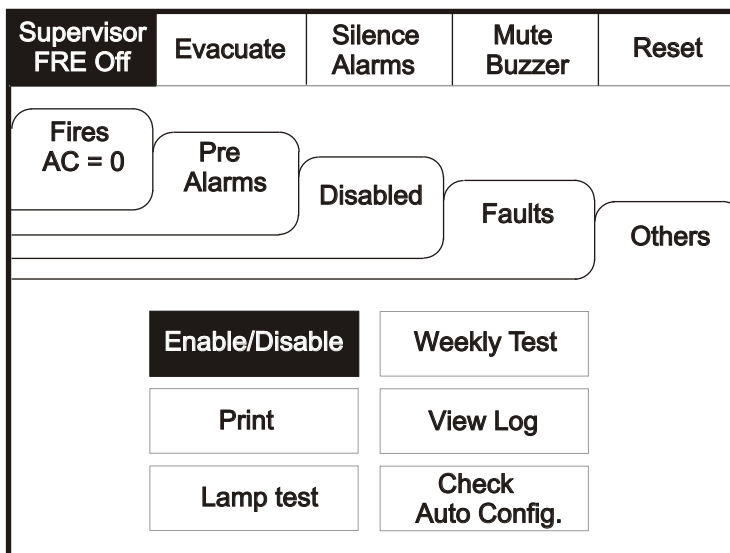 Supervisor
FRE Off
Evacuate
Silence
Alarms
Mute
Buzzer
Reset
Fires
AC = 0
Pre
Alarms
Disabled
Faults
Others
Enable/Disable
Weekly Test
Print
View Log
Lamp test
Check
Auto Config.